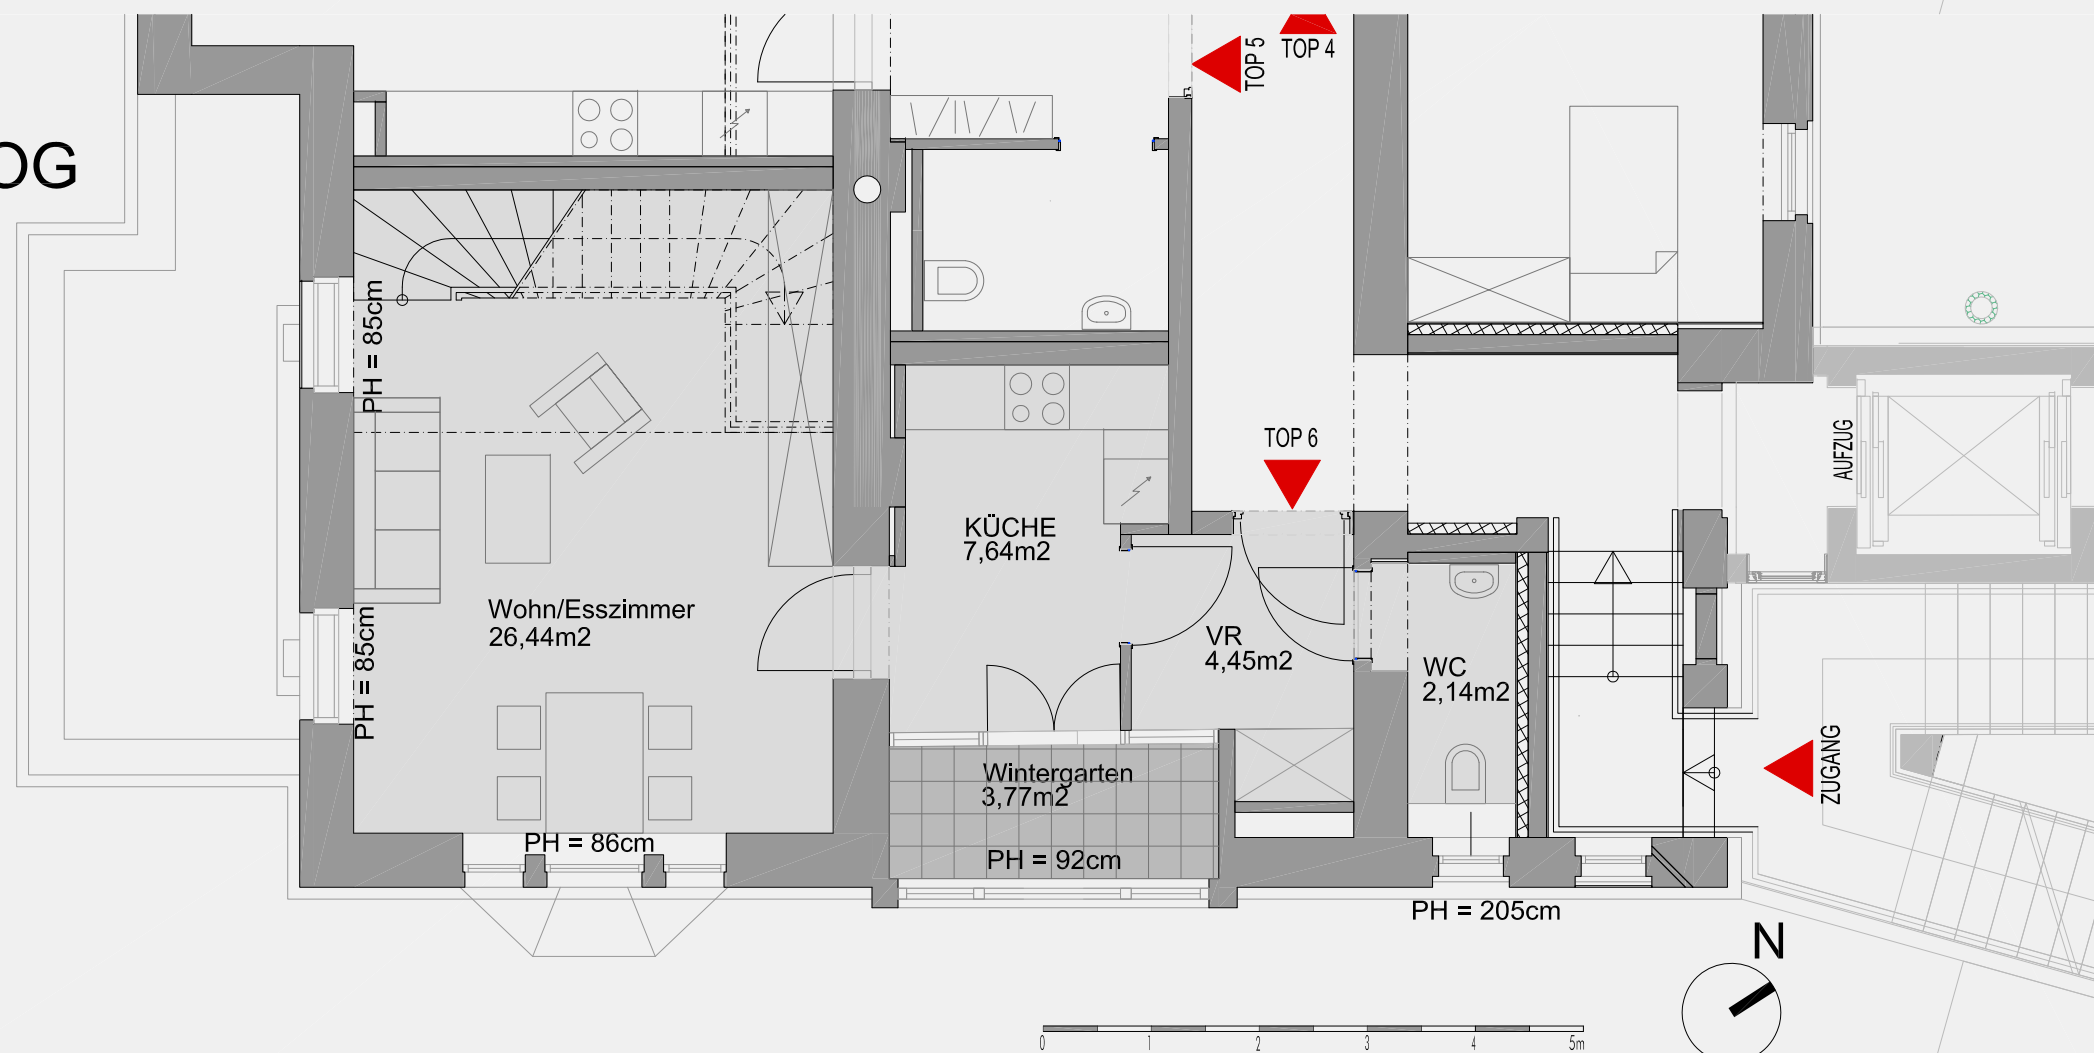 TOP 5
TOP 4
OG
PH = 85cm
TOP 6
AUFZUG
KÜCHE
7,64m2
Wohn/Esszimmer
26,44m2
PH = 85cm
VR
4,45m2
WC
2,14m2
Wintergarten
3,77m2
ZUGANG
PH = 86cm
PH = 92cm
PH = 205cm
N
0 1 2 3 4 5m